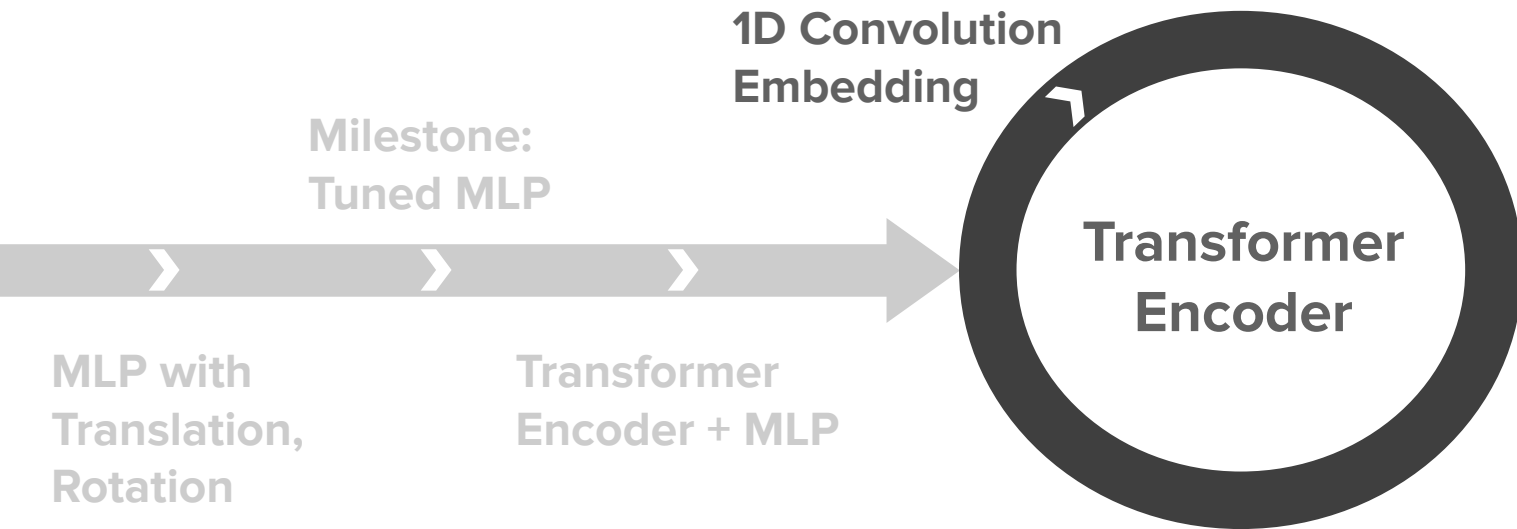 1D Convolution
Embedding
Milestone:
Tuned MLP
Transformer
Encoder
MLP with
Translation,
Rotation
Transformer
Encoder + MLP